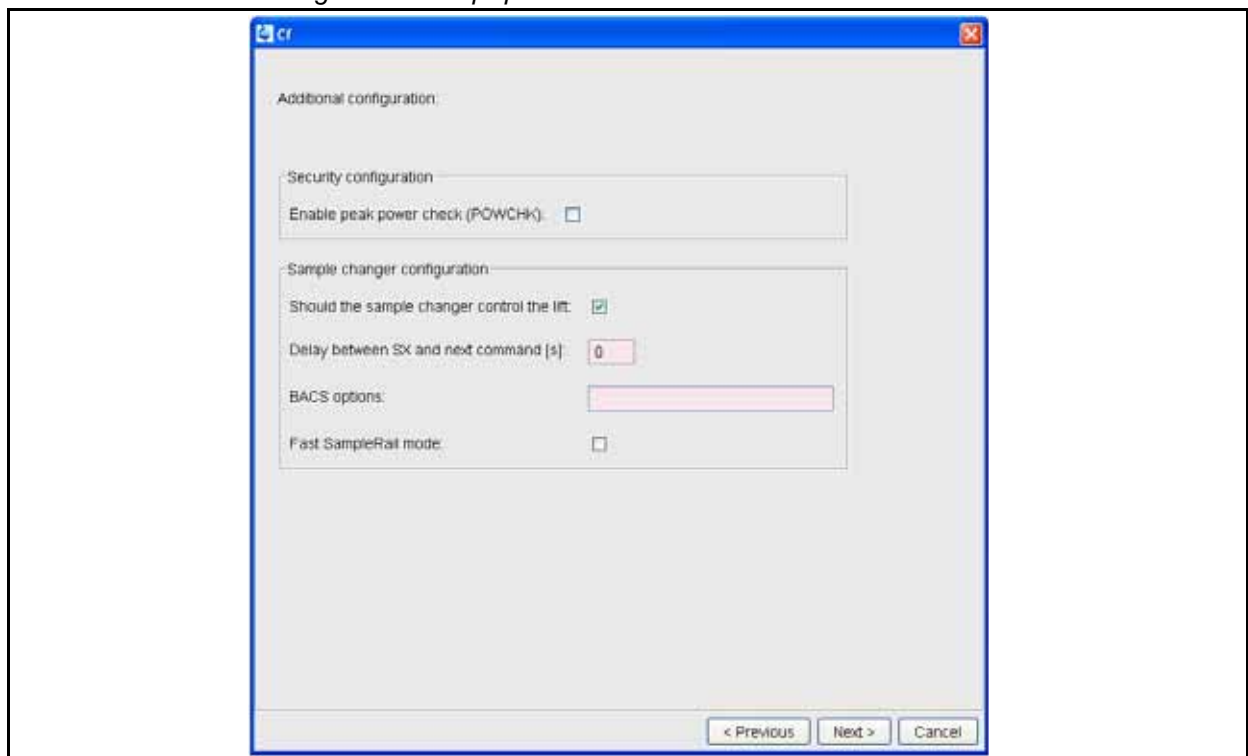 cf
Additional configuration:
Security configuration
Enable peak power check (POWCHK):
Sample changer configuration
Should the sample changer control the lift:
Delay between SX and next command [s]:
0
BACS options:
Fast SampleRail mode:
< Previous
Next >
Cancel